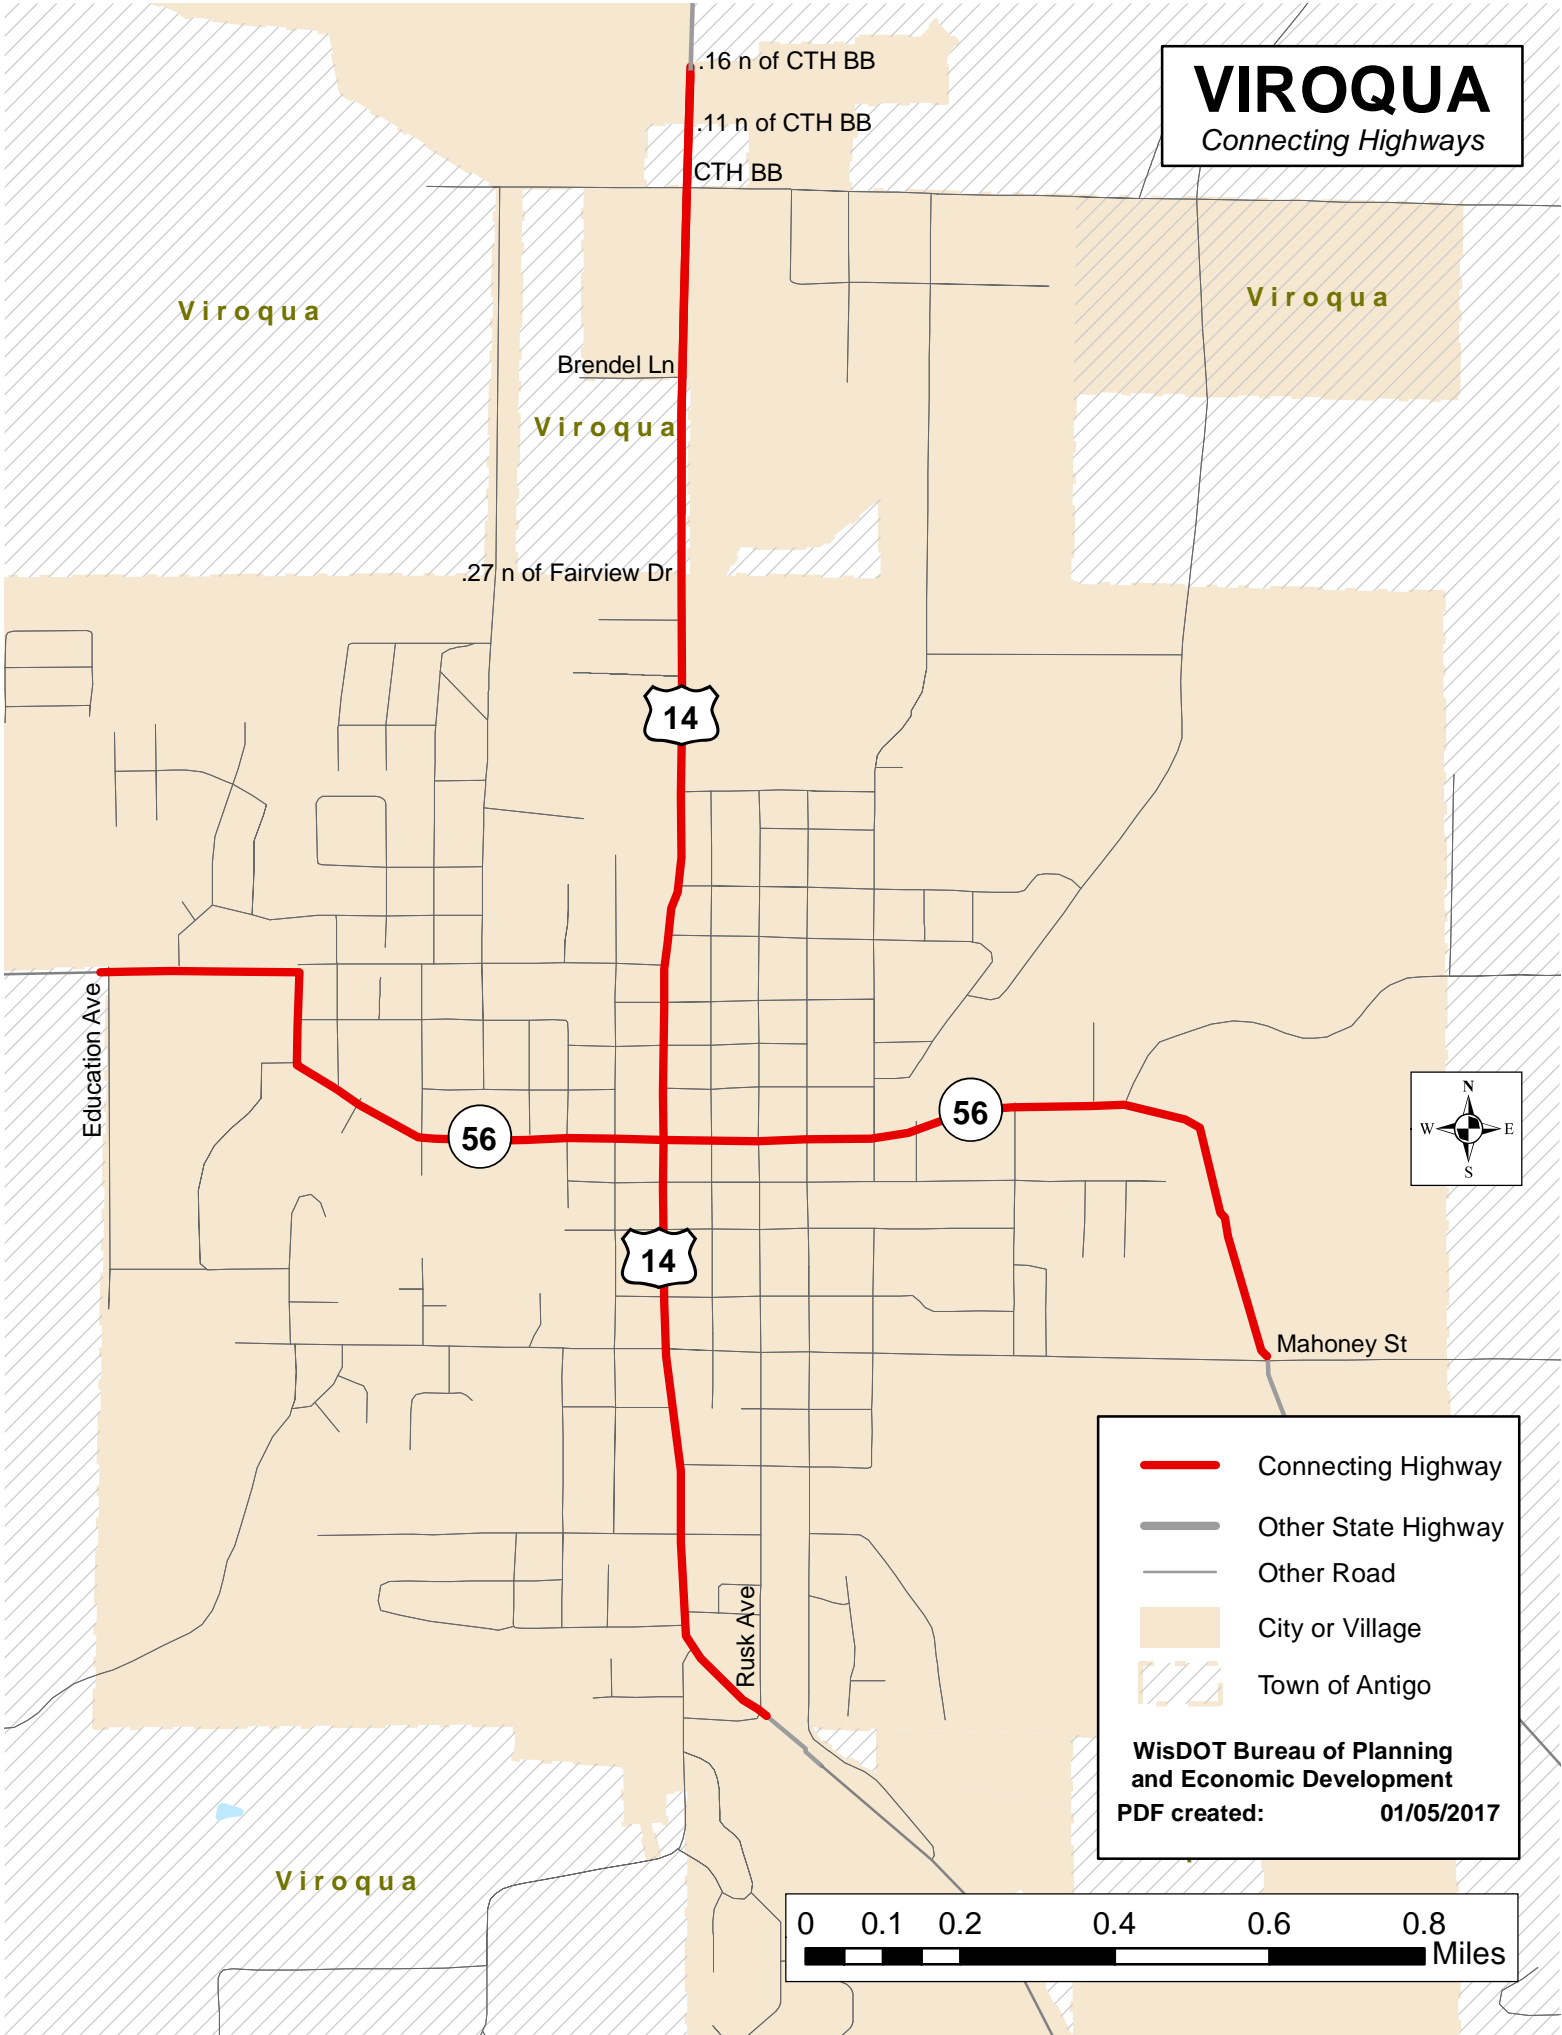 .16 n of CTH BB
VIROQUA
Connecting Highways
.11 n of CTH BB
CTH BB
Viroqua
Viroqua
Brendel Ln
Viroqua
.27 n of Fairview Dr
14
Education Ave
56
56
N
W E
S
14
Mahoney St
Connecting Highway
Other State Highway
Other Road
City or Village
Town of Antigo
WisDOT Bureau of Planning
and Economic Development
PDF created: 01/05/2017
Rusk Ave
Viroqua
0 0.1 0.2 0.4 0.6 0.8
Miles